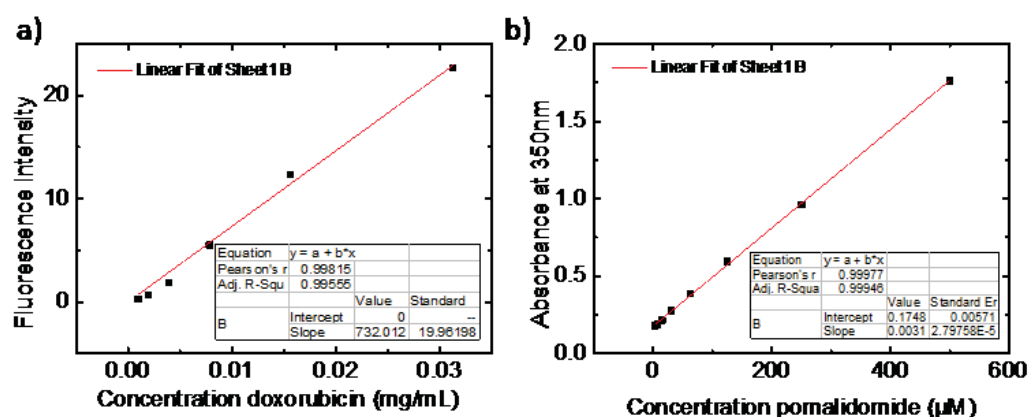 a)
Linear Fit of Sheet1 B
Fluorescence Intensity
20
10
0
Equation y = a + b*x
Pearson's r 0.99815
Adj. R-Squ 0.99555
Value Standard
B Intercept 0 --
Slope 732.012 19.96198
0.00 0.01 0.02 0.03
Concentration doxorubicin (mg/mL)
b)
Linear Fit of Sheet1 B
Absorbance at 350nm
2.0
1.5
1.0
0.5
0.0
Equation y = a + b*x
Pearson's r 0.99977
Adj. R-Squa 0.99946
Value Standard Er
B Intercept 0.1748 0.00571
Slope 0.0031 2.79758E-5
0 200 400 600
Concentration pomalidomide (µM)